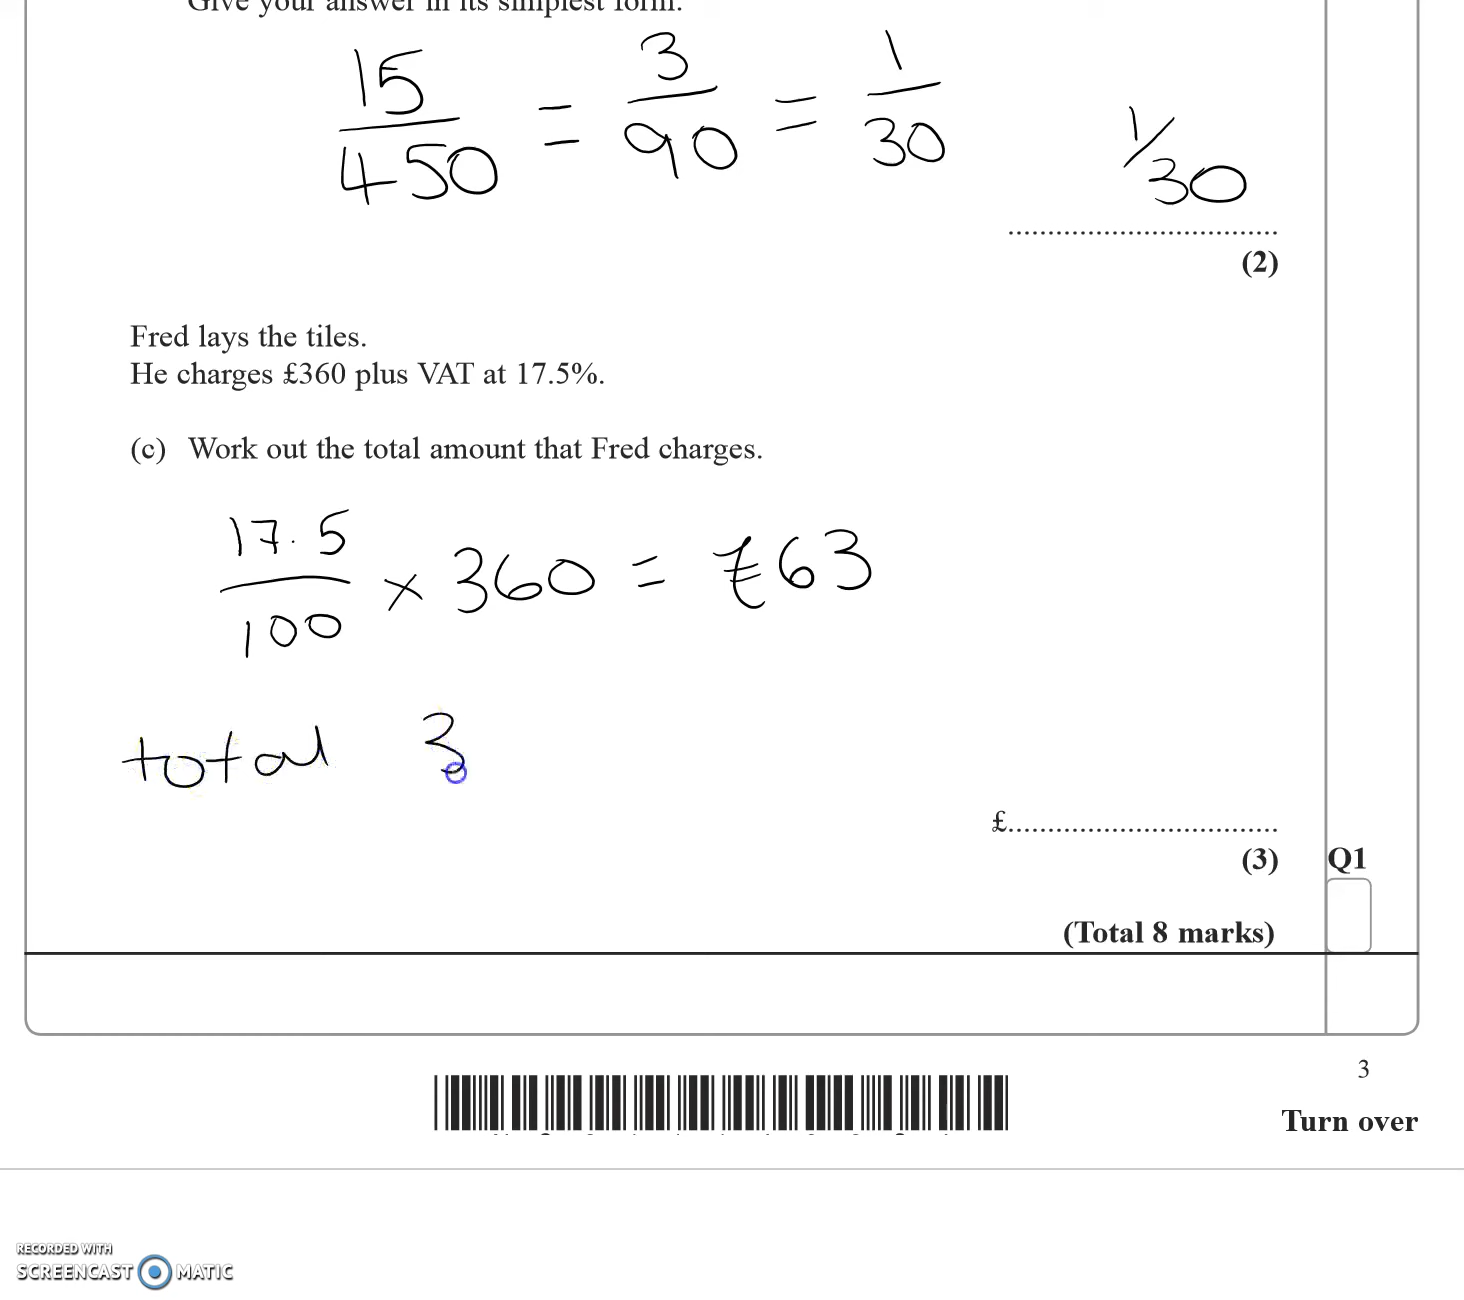 Give your answer in its simplest form.
15/450 = 3/90 = 1/30
1/30
(2)
Fred lays the tiles.
He charges £360 plus VAT at 17.5%.
(c) Work out the total amount that Fred charges.
17.5/100 × 360 = £63
total 3
£................................
(3) Q1
(Total 8 marks)
3
Turn over
RECORDED WITH
SCREENCAST MATIC